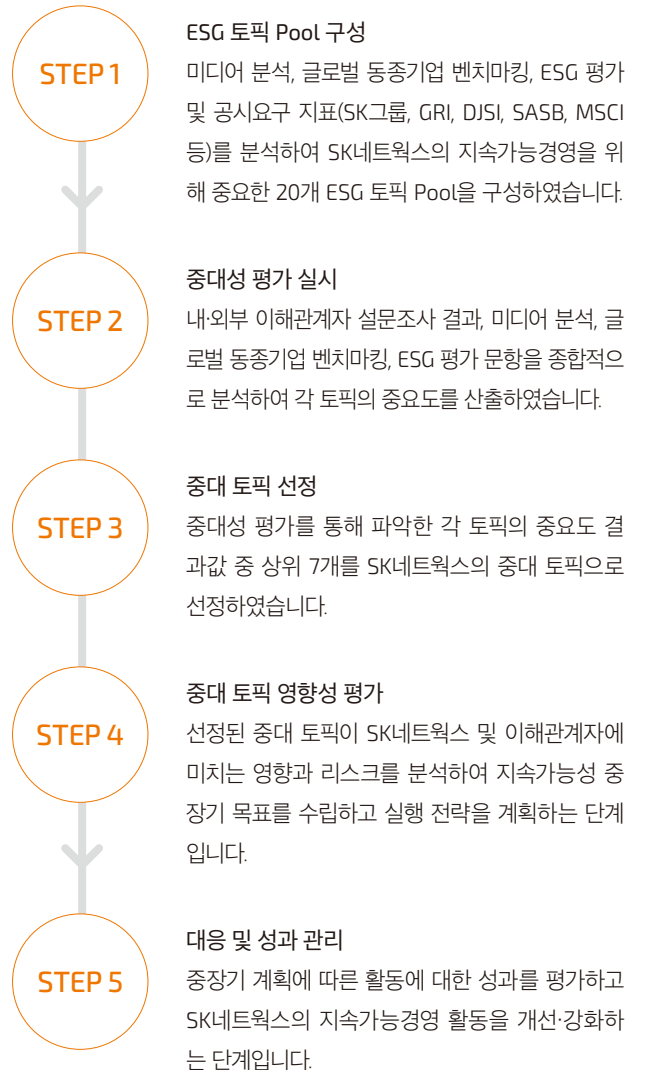 STEP 1
ESG 토픽 Pool 구성
미디어 분석, 글로벌 동종기업 벤치마킹, ESG 평가
및 공시요구 지표(SK그룹, GRI, DJSI, SASB, MSCI
등)를 분석하여 SK네트웍스의 지속가능경영을 위
해 중요한 20개 ESG 토픽 Pool을 구성하였습니다.
STEP 2
중대성 평가 실시
내·외부 이해관계자 설문조사 결과, 미디어 분석, 글
로벌 동종기업 벤치마킹, ESG 평가 문항을 종합적으
로 분석하여 각 토픽의 중요도를 산출하였습니다.
STEP 3
중대 토픽 선정
중대성 평가를 통해 파악한 각 토픽의 중요도 결
과값 중 상위 7개를 SK네트웍스의 중대 토픽으로
선정하였습니다.
STEP 4
중대 토픽 영향성 평가
선정된 중대 토픽이 SK네트웍스 및 이해관계자에
미치는 영향과 리스크를 분석하여 지속가능성 중
장기 목표를 수립하고 실행 전략을 계획하는 단계
입니다.
STEP 5
대응 및 성과 관리
중장기 계획에 따른 활동에 대한 성과를 평가하고
SK네트웍스의 지속가능경영 활동을 개선·강화하
는 단계입니다.